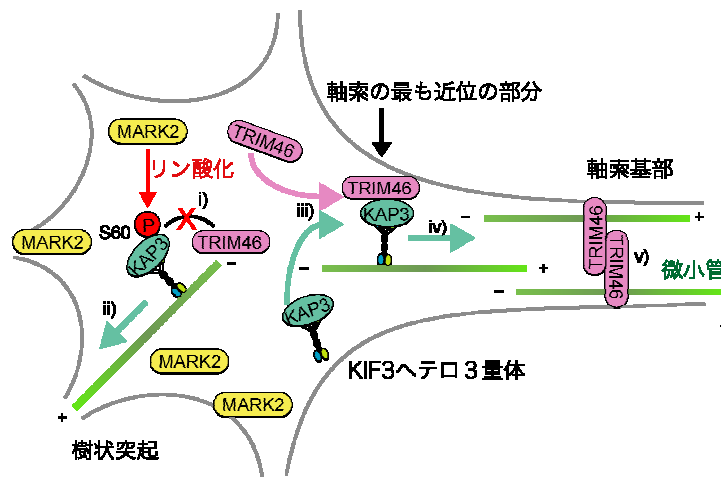 軸索の最も近位の部分
MARK2
TRIM46
リン酸化
軸索基部
TRIM46
i)
P
S60
KAP3
iii)
iv)
−
+
TRIM46
TRIM46
v)
MARK2
TRIM46
KAP3
−
−
+
微小管
−
ii)
KAP3
MARK2
KIF3ヘテロ３量体
MARK2
+
樹状突起